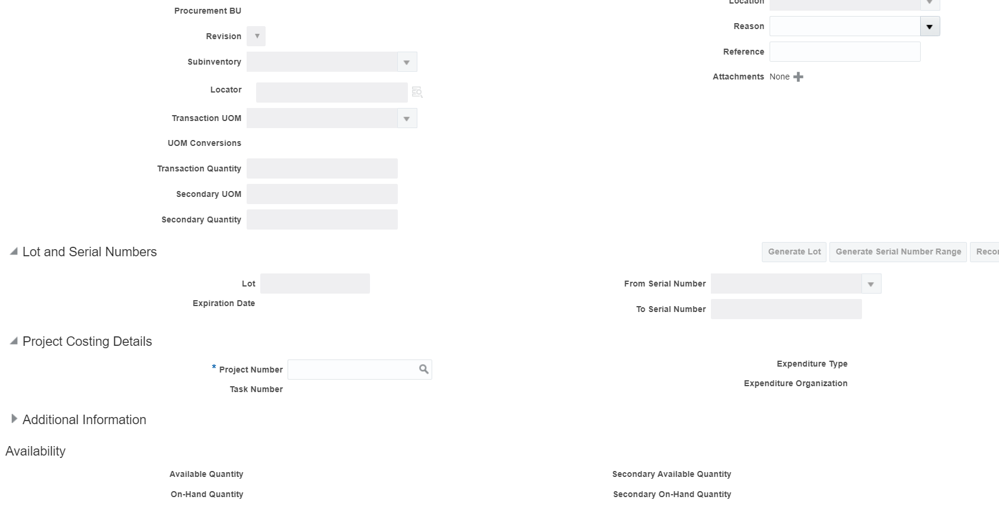 Procurement BU
Revision
Subinventory
Locator
Transaction UOM
UOM Conversions
Transaction Quantity
Secondary UOM
Secondary Quantity
Location
Reason
Reference
Attachments None
Lot and Serial Numbers
Generate Lot Generate Serial Number Range
Lot
Expiration Date
From Serial Number
To Serial Number
Project Costing Details
* Project Number
Task Number
Expenditure Type
Expenditure Organization
Additional Information
Availability
Available Quantity
On-Hand Quantity
Secondary Available Quantity
Secondary On-Hand Quantity